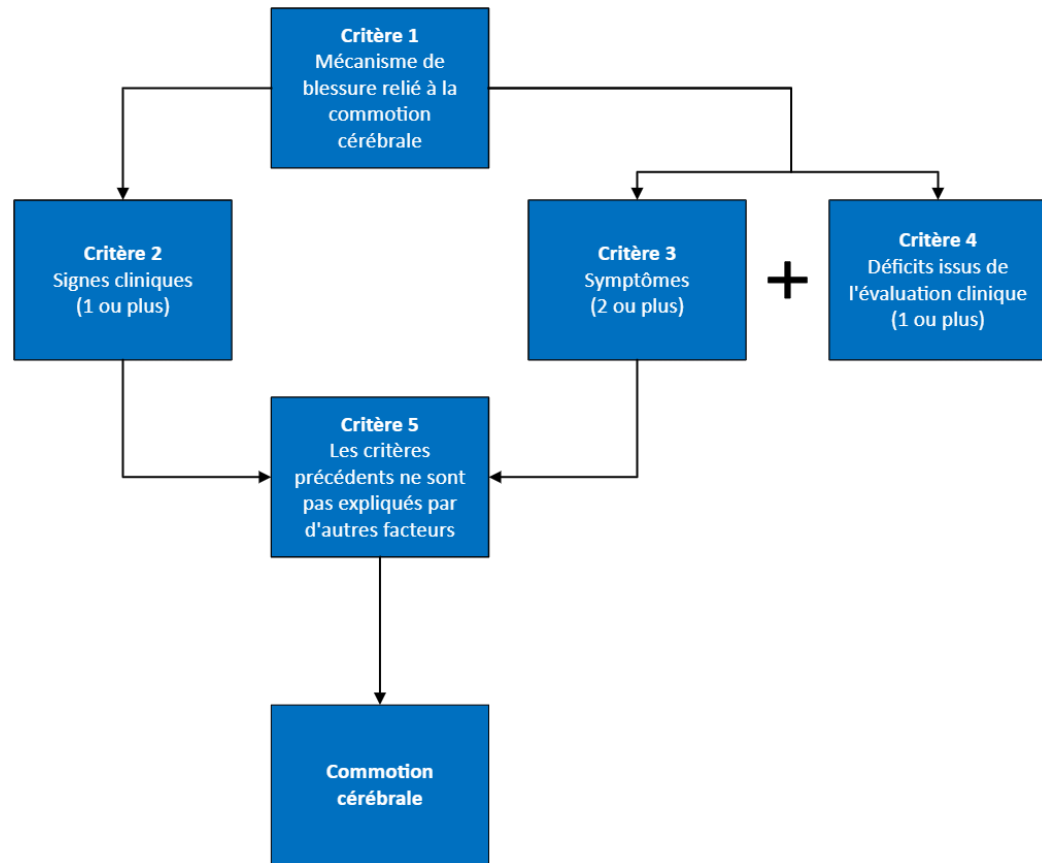 Critère 1
Mécanisme de
blessure relié à la
commotion
cérébrale
Critère 2
Signes cliniques
(1 ou plus)
Critère 3
Symptômes
(2 ou plus)
+
Critère 4
Déficits issus de
l'évaluation clinique
(1 ou plus)
Critère 5
Les critères
précédents ne sont
pas expliqués par
d'autres facteurs
Commotion
cérébrale